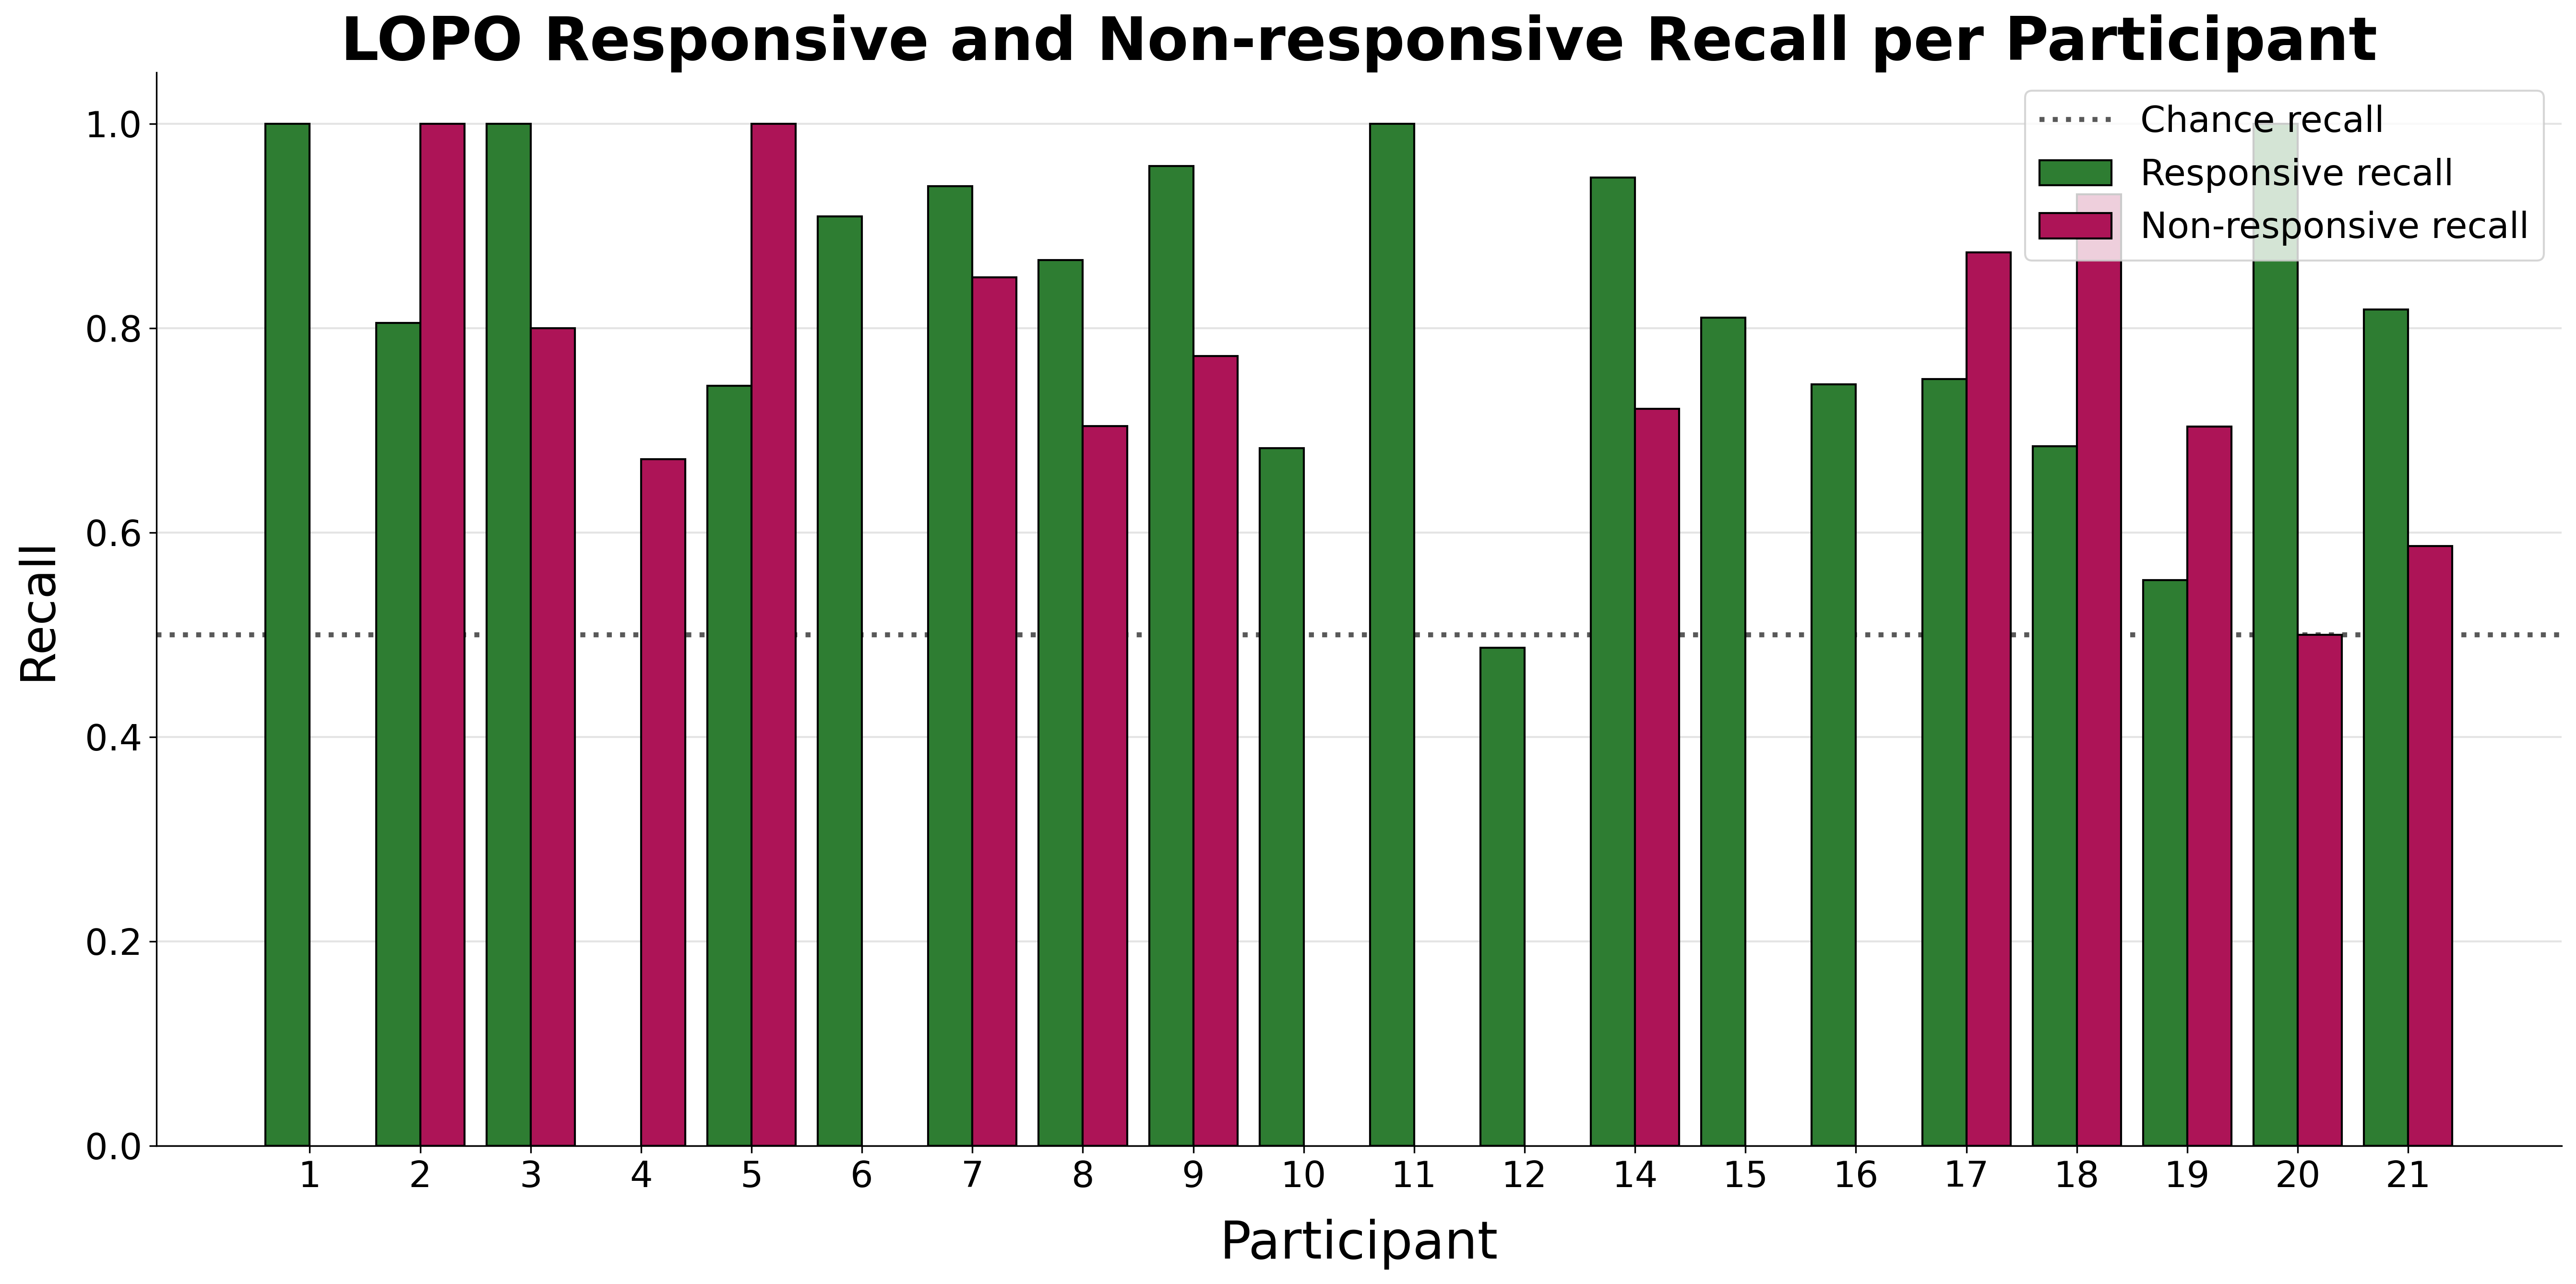 LOPO Responsive and Non-responsive Recall per Participant
Chance recall
Responsive recall
Non-responsive recall
Recall
1.0
0.8
0.6
0.4
0.2
0.0
1 2 3 4 5 6 7 8 9 10 11 12 14 15 16 17 18 19 20 21
Participant